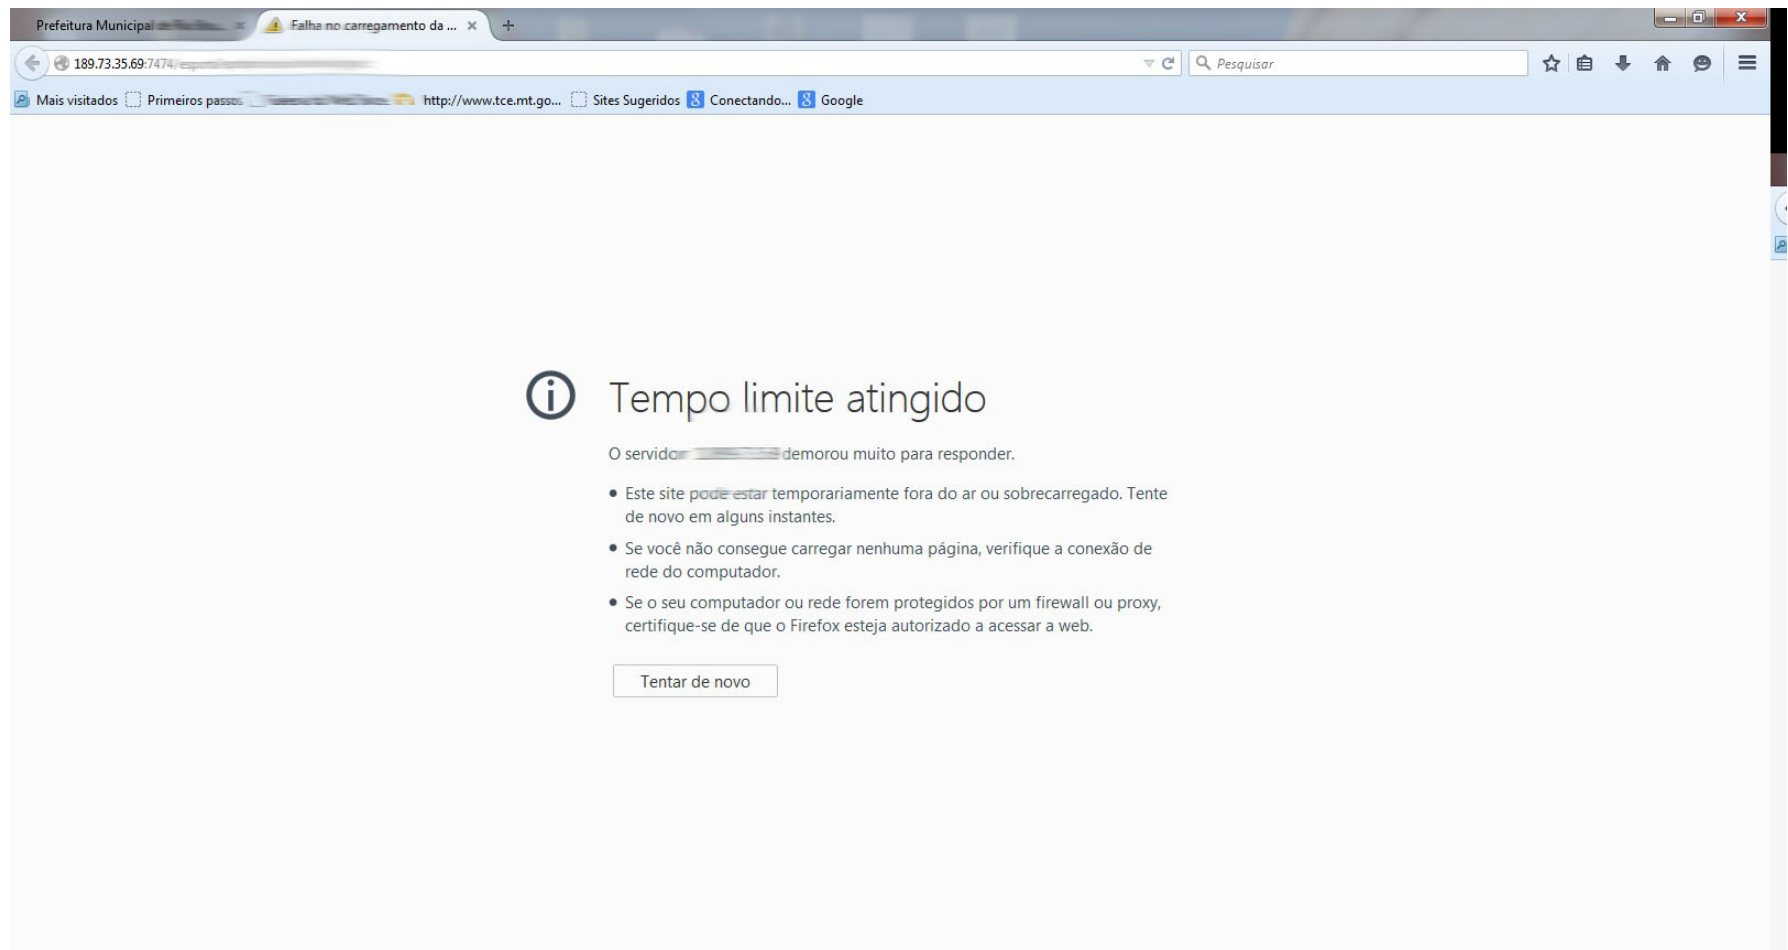 Prefeitura Municipal
Falha no carregamento da ...
189.73.35.69:7474/
Pesquisar
Mais visitados Primeiros passos http://www.tce.mt.go... Sites Sugeridos Conectando... Google
Tempo limite atingido
O servidor demorou muito para responder.
• Este site pode estar temporariamente fora do ar ou sobrecarregado. Tente
de novo em alguns instantes.
• Se você não consegue carregar nenhuma página, verifique a conexão de
rede do computador.
• Se o seu computador ou rede forem protegidos por um firewall ou proxy,
certifique-se de que o Firefox esteja autorizado a acessar a web.
Tentar de novo